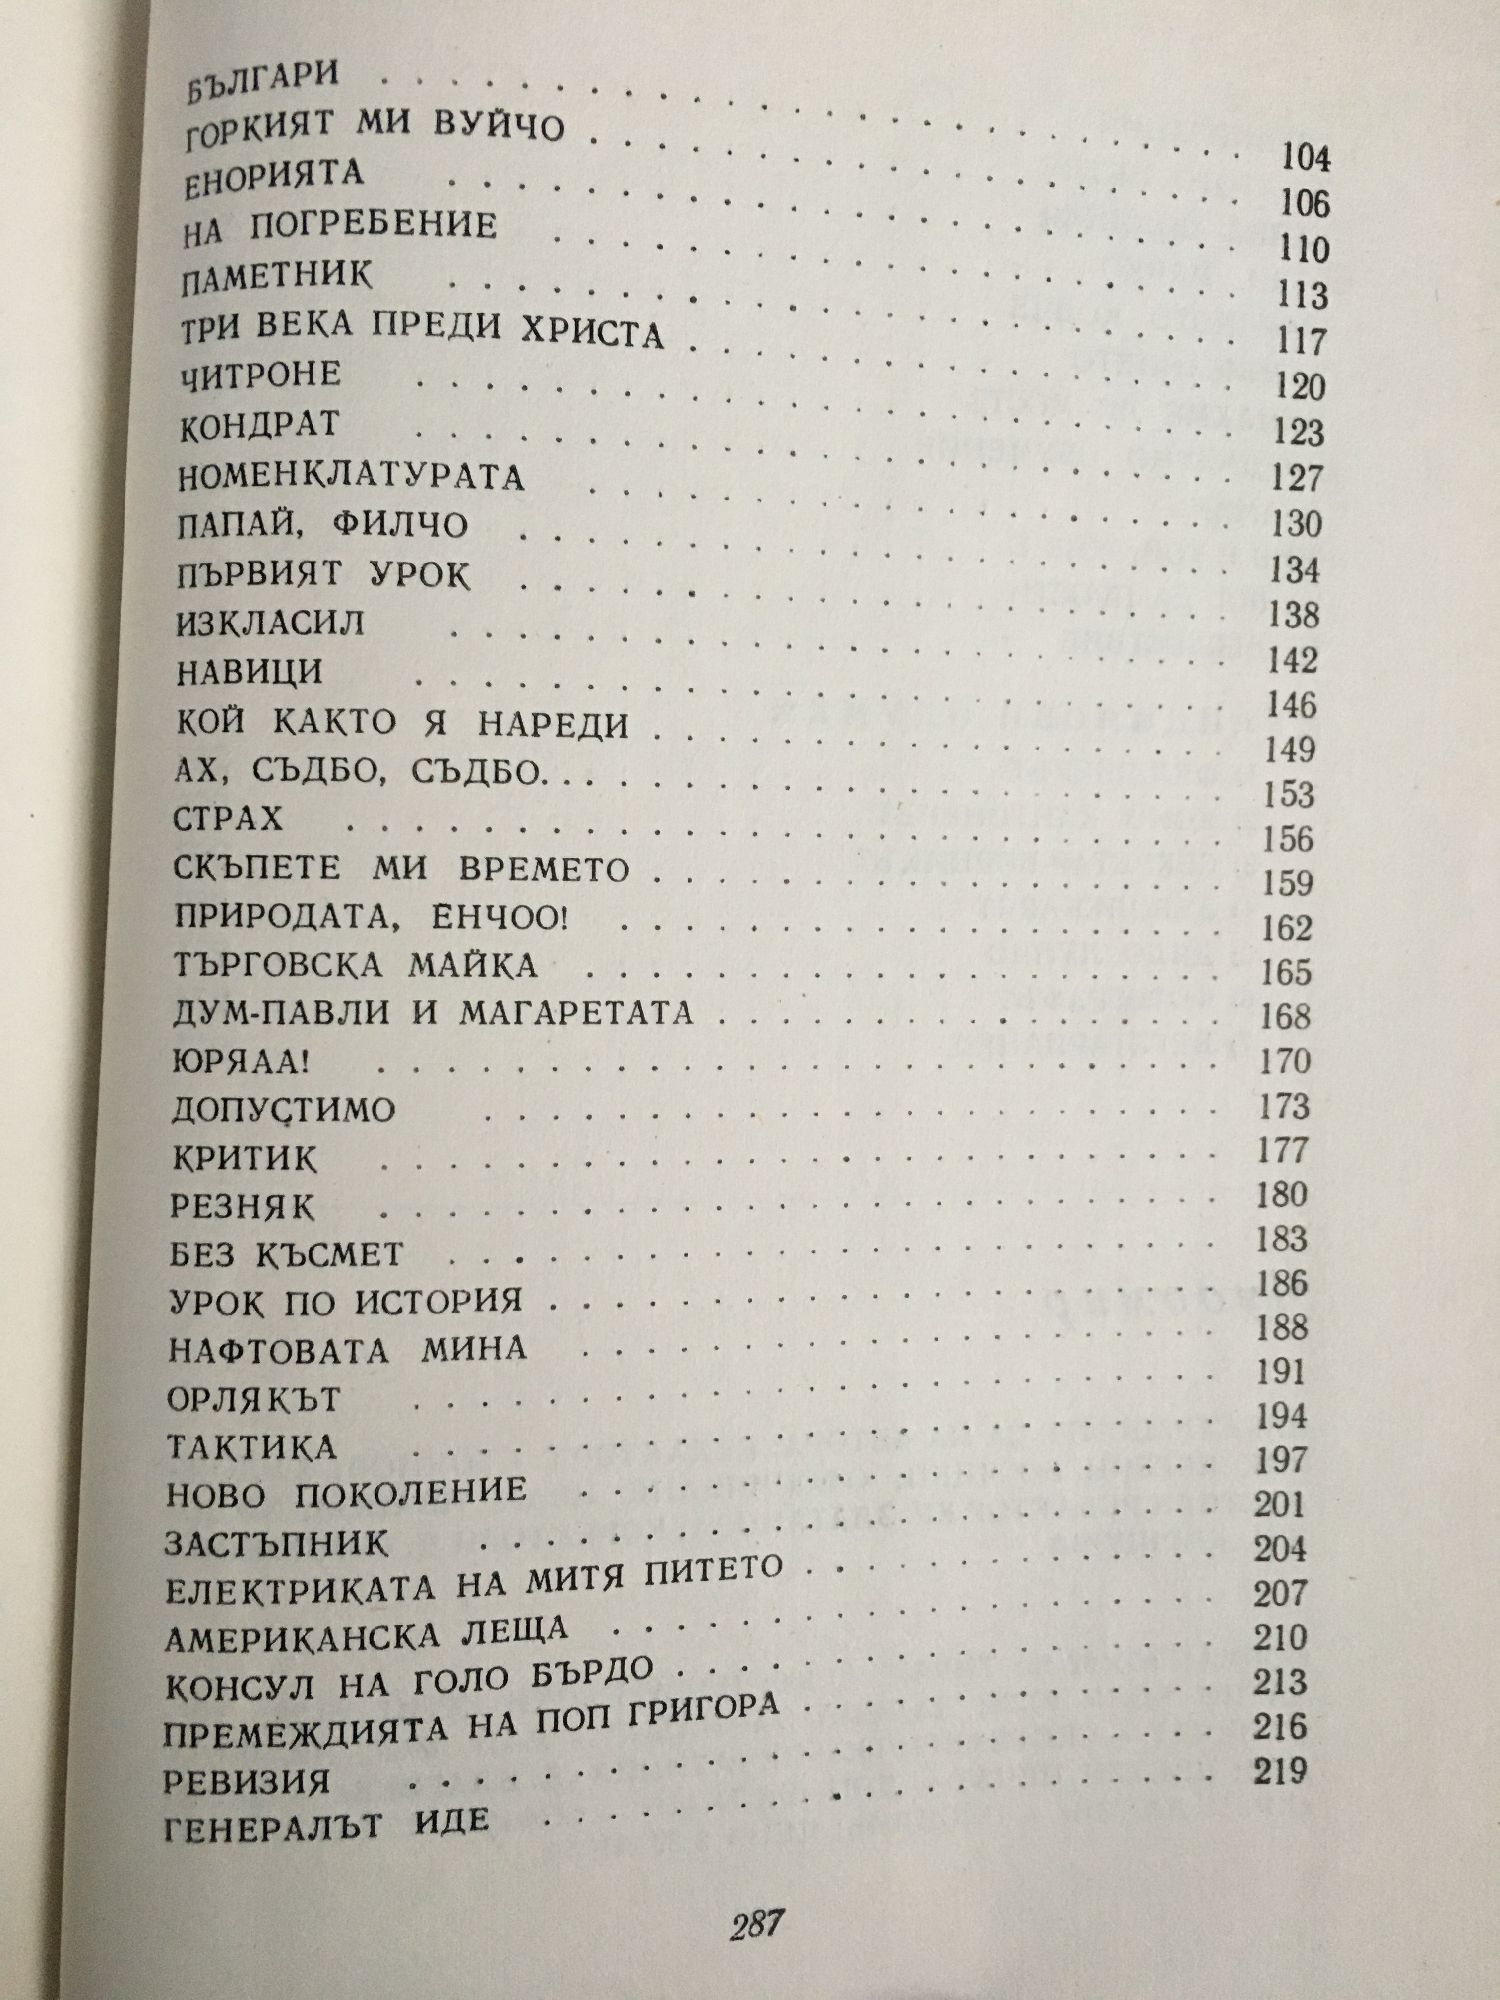 БЪЛГАРИ . . . . . . . . . . 104
ГОРКИЯТ МИ ВУЙЧО . . . . . . . . . . 106
ЕНОРИЯТА . . . . . . . . . . 110
НА ПОГРЕБЕНИЕ . . . . . . . . . . 113
ПАМЕТНИК . . . . . . . . . . 117
ТРИ ВЕКА ПРЕДИ ХРИСТА . . . . . . . . . . 120
ЧИТРОНЕ . . . . . . . . . . 123
КОНДРАТ . . . . . . . . . . 127
НОМЕНКЛАТУРАТА . . . . . . . . . . 130
ПАПАЙ, ФИЛЧО . . . . . . . . . . 134
ПЪРВИЯТ УРОК . . . . . . . . . . 138
ИЗКЛАСИЛ . . . . . . . . . . 142
НАВИЦИ . . . . . . . . . . 146
КОЙ КАКТО Я НАРЕДИ . . . . . . . . . . 149
АХ, СЪДБО, СЪДБО. . . . . . . . . . . 153
СТРАХ . . . . . . . . . . 156
СКЪПЕТЕ МИ ВРЕМЕТО . . . . . . . . . . 159
ПРИРОДАТА, ЕНЧОО! . . . . . . . . . . 162
ТЪРГОВСКА МАЙКА . . . . . . . . . . 165
ДУМ-ПАВЛИ И МАГАРЕТАТА . . . . . . . . . . 168
ЮРЯАА! . . . . . . . . . . 170
ДОПУСТИМО . . . . . . . . . . 173
КРИТИК . . . . . . . . . . 177
РЕЗНЯК . . . . . . . . . . 180
БЕЗ КЪСМЕТ . . . . . . . . . . 183
УРОК ПО ИСТОРИЯ . . . . . . . . . . 186
НАФТОВАТА МИНА . . . . . . . . . . 188
ОРЛЯКЪТ . . . . . . . . . . 191
ТАКТИКА . . . . . . . . . . 194
НОВО ПОКОЛЕНИЕ . . . . . . . . . . 197
ЗАСТЪПНИК . . . . . . . . . . 201
ЕЛЕКТРИКАТА НА МИТЯ ПИТЕТО . . . . . . . . . . 204
АМЕРИКАНСКА ЛЕЩА . . . . . . . . . . 207
КОНСУЛ НА ГОЛО БЪРДО . . . . . . . . . . 210
ПРЕМЕЖДИЯТА НА ПОП ГРИГОРА . . . . . . . . . . 213
РЕВИЗИЯ . . . . . . . . . . 216
ГЕНЕРАЛЪТ ИДЕ . . . . . . . . . . 219
287